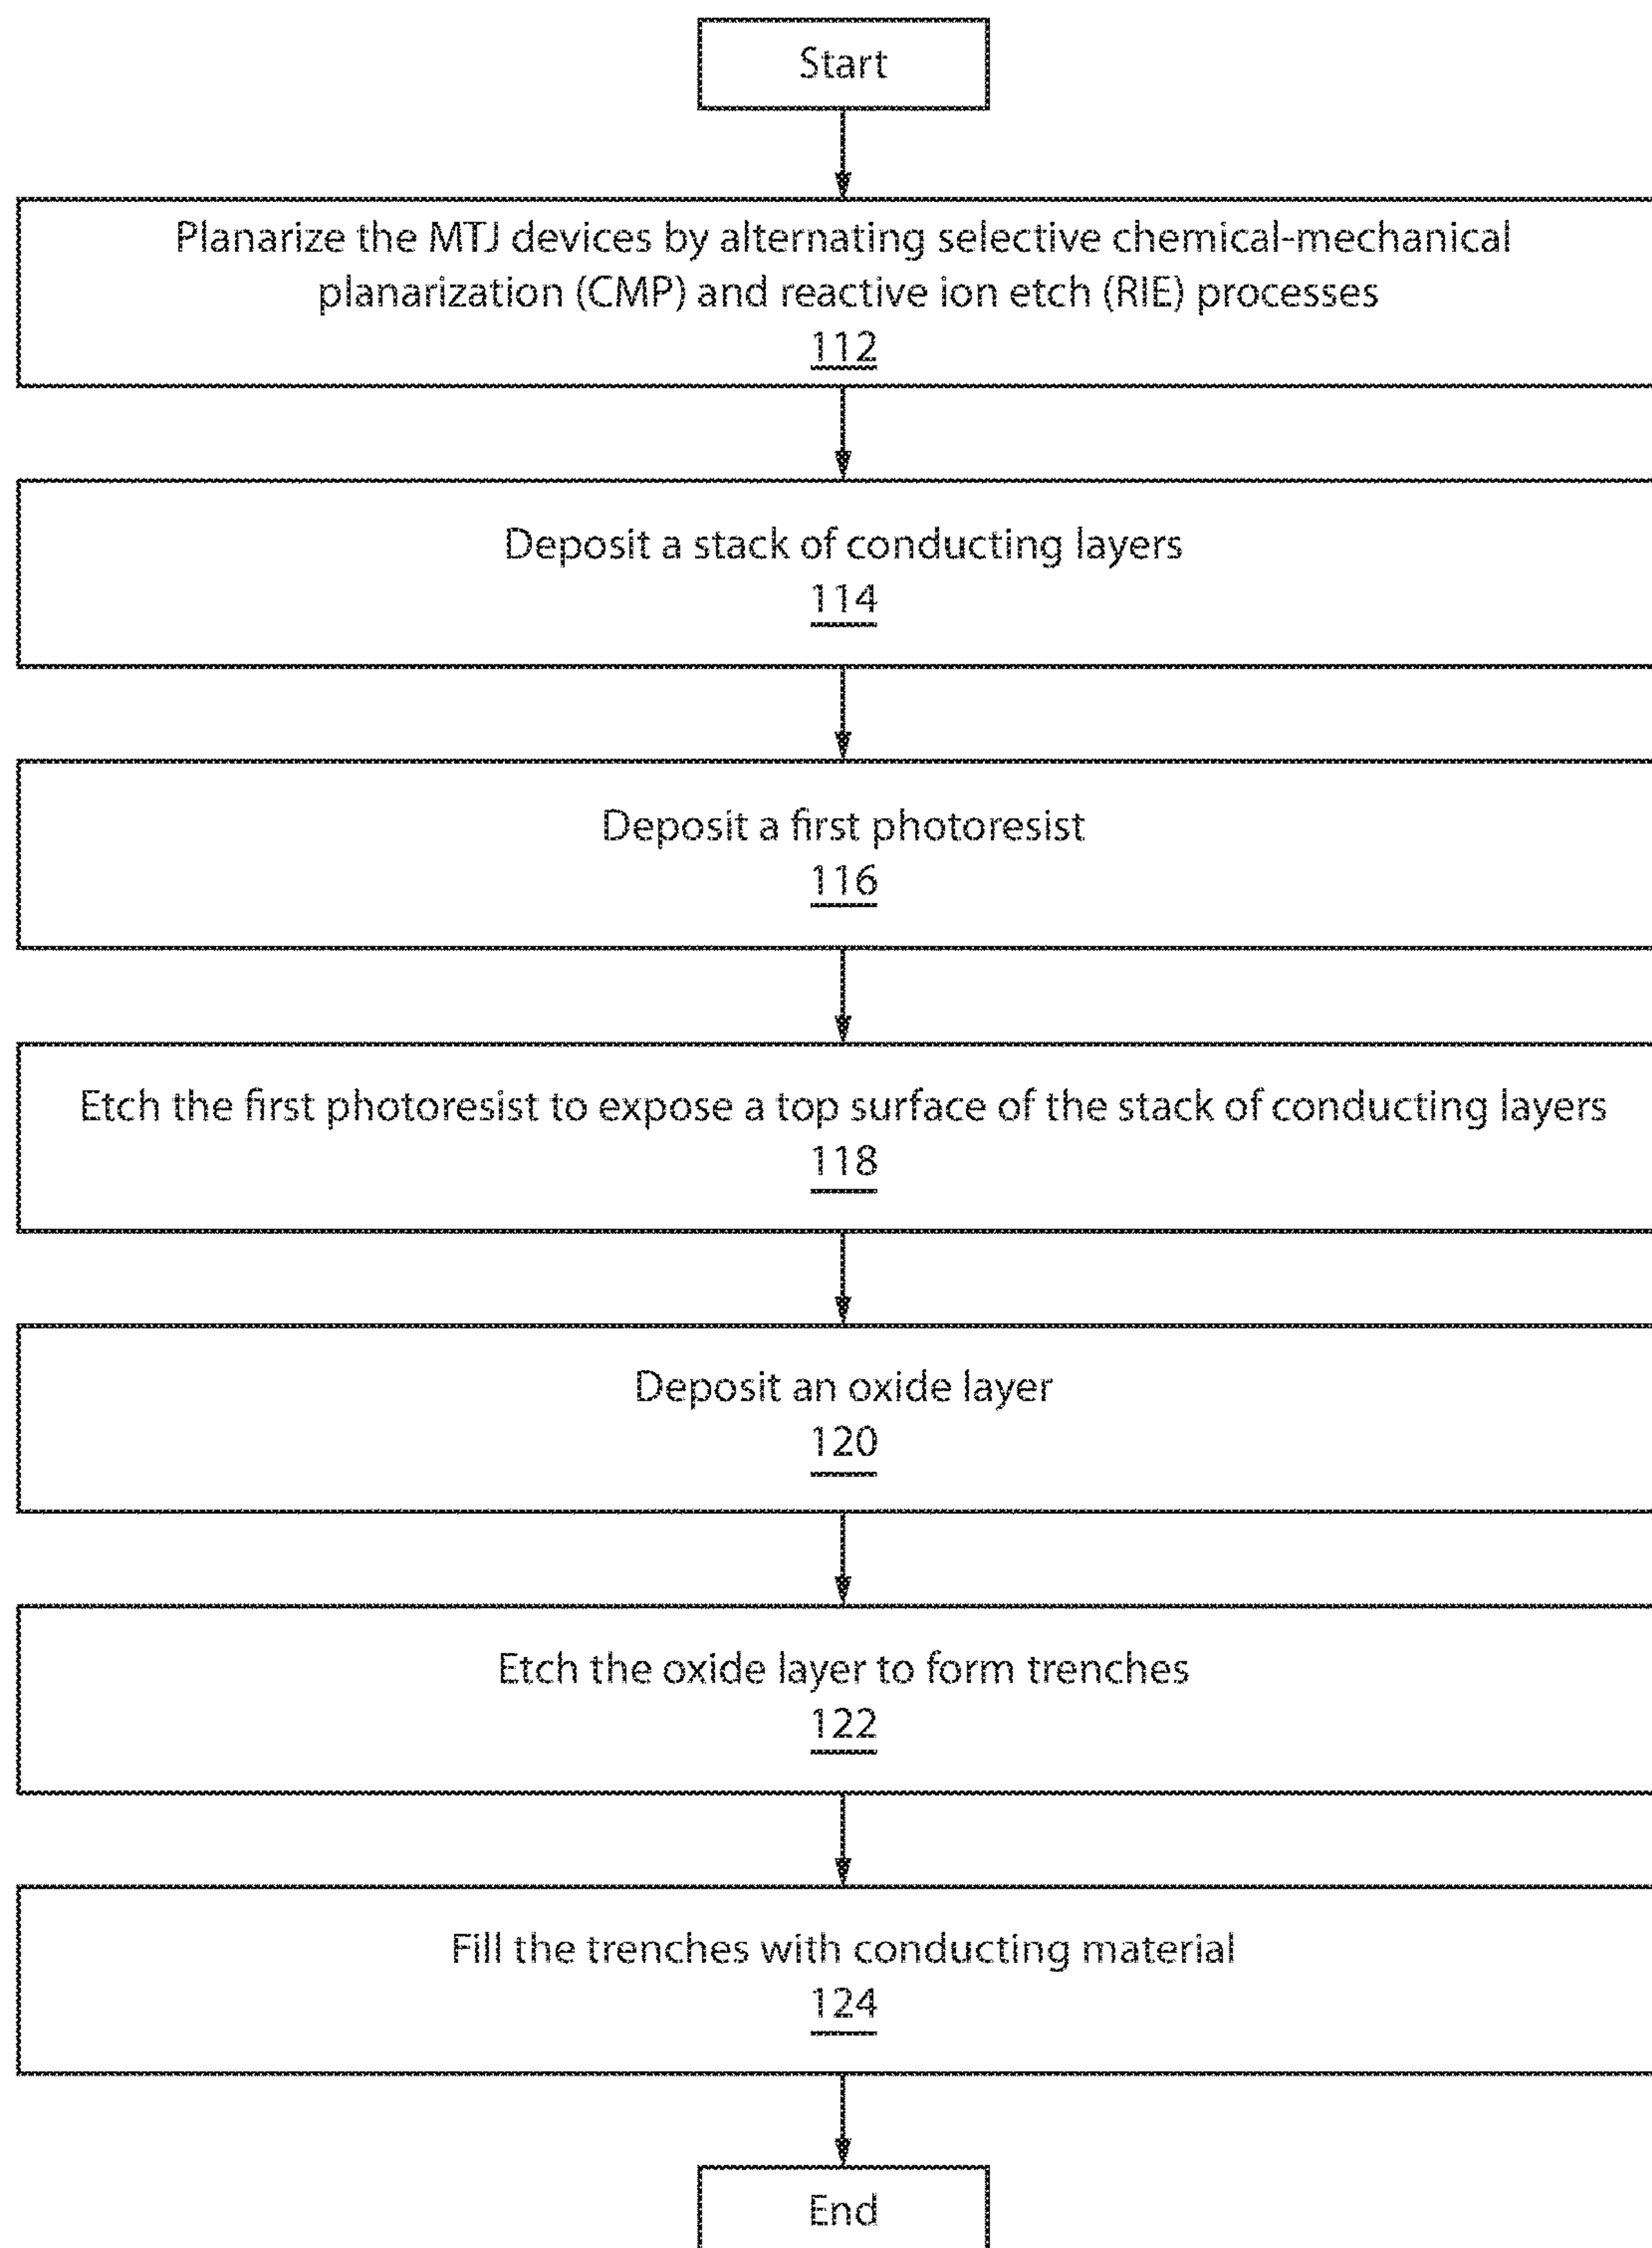 Start
Planarize the MTJ devices by alternating selective chemical-mechanical
planarization (CMP) and reactive ion etch (RIE) processes
112
Deposit a stack of conducting layers
114
Deposit a first photoresist
116
Etch the first photoresist to expose a top surface of the stack of conducting layers
118
Deposit an oxide layer
120
Etch the oxide layer to form trenches
122
Fill the trenches with conducting material
124
End